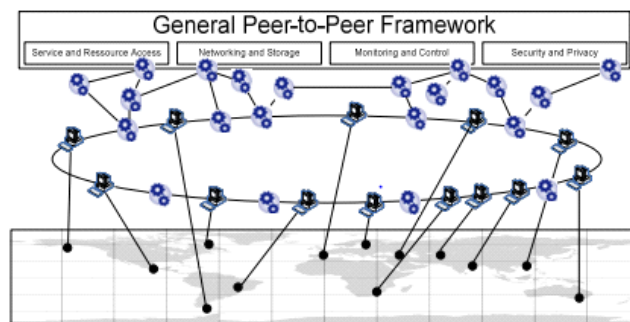 General Peer-to-Peer Framework
Service and Ressource Access
Networking and Storage
Monitoring and Control
Security and Privacy